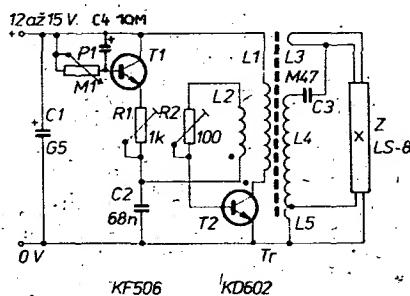 12až15 V. C4 10M
+
P1
+
T1
M1
L1
L3
M47
C3
R1
R2
L2
C1
+
G5
1k
100
L4
Z
X
LS-8
C2
68n
T2
L5
0 V
Tr
KF506 KD602